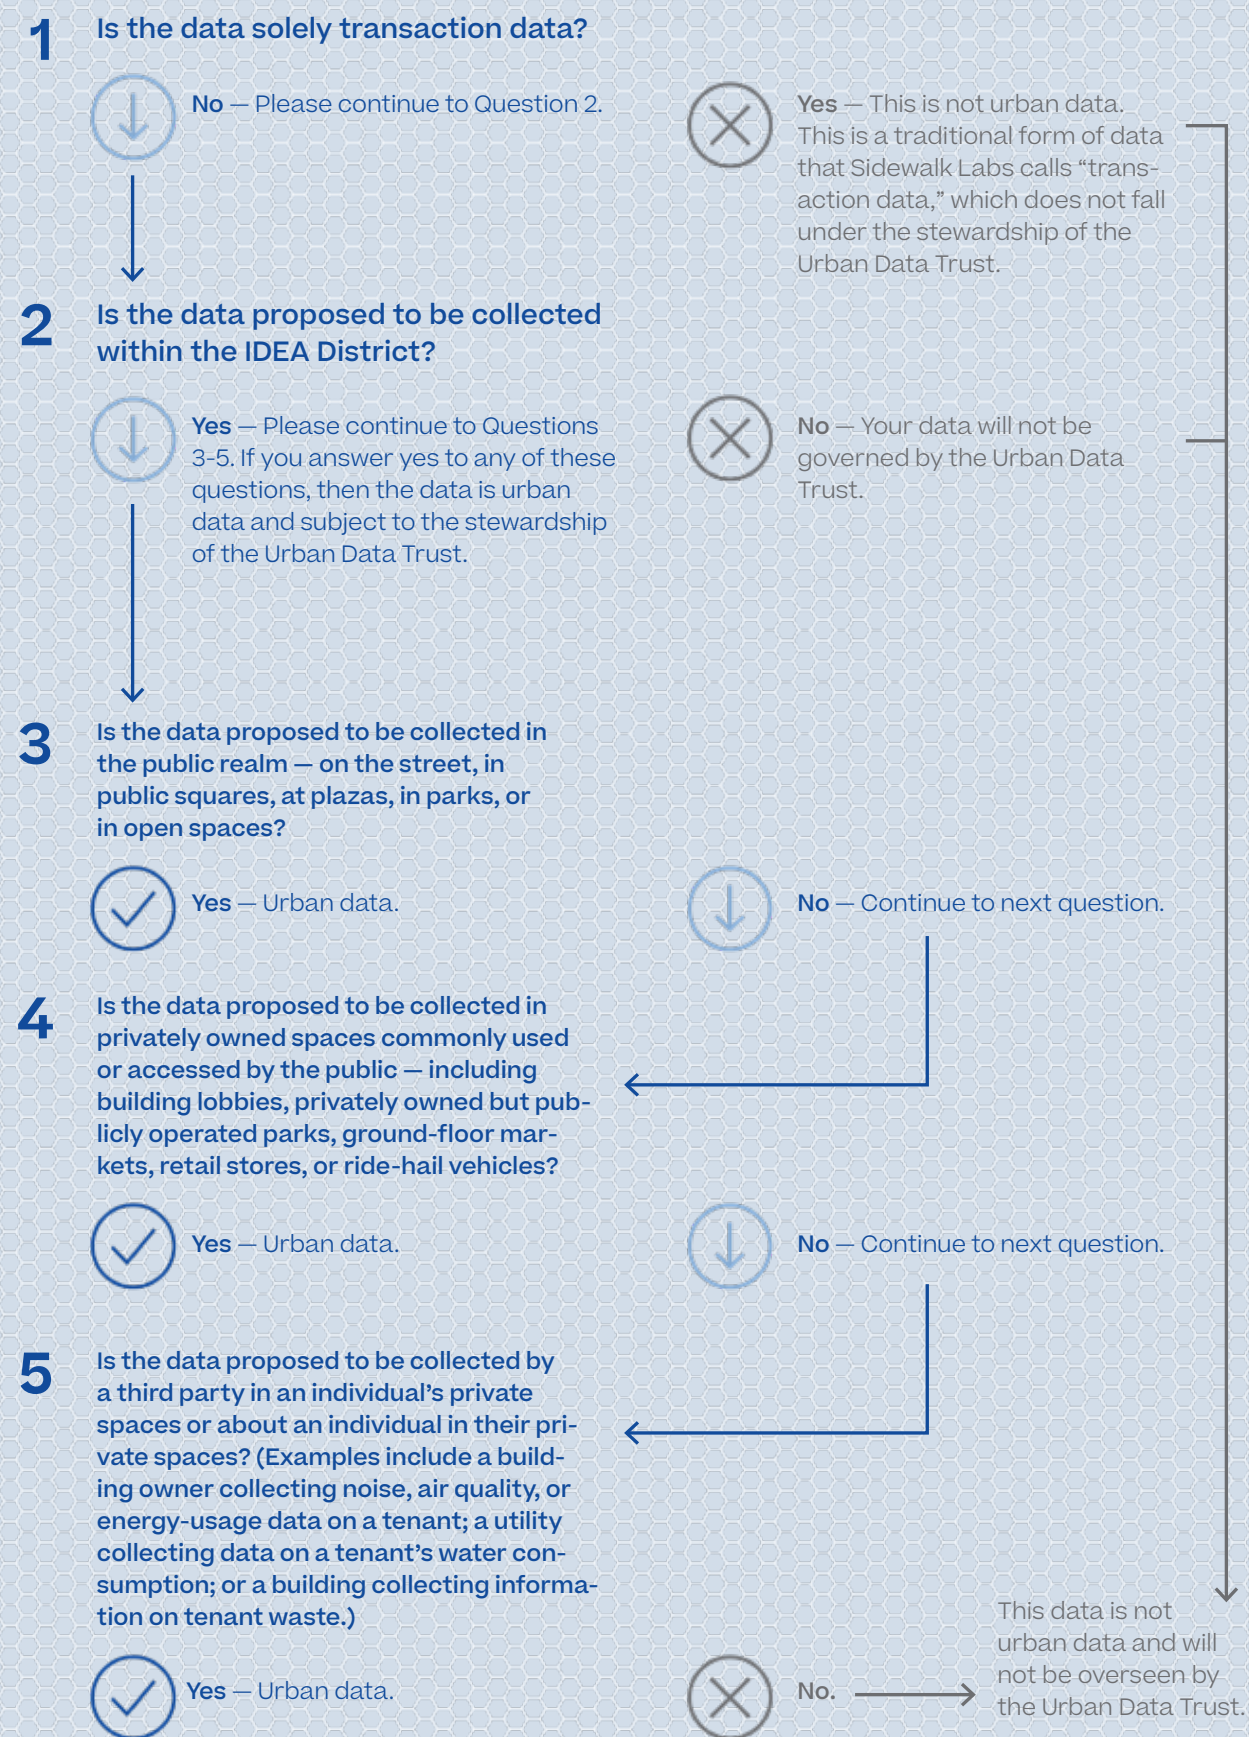 1 Is the data solely transaction data?
No — Please continue to Question 2.
Yes — This is not urban data.
This is a traditional form of data
that Sidewalk Labs calls “trans-
action data,” which does not fall
under the stewardship of the
Urban Data Trust.
2 Is the data proposed to be collected
within the IDEA District?
Yes — Please continue to Questions
3-5. If you answer yes to any of these
questions, then the data is urban
data and subject to the stewardship
of the Urban Data Trust.
No — Your data will not be
governed by the Urban Data
Trust.
3 Is the data proposed to be collected in
the public realm — on the street, in
public squares, at plazas, in parks, or
in open spaces?
Yes — Urban data.
No — Continue to next question.
4 Is the data proposed to be collected in
privately owned spaces commonly used
or accessed by the public — including
building lobbies, privately owned but pub-
licly operated parks, ground-floor mar-
kets, retail stores, or ride-hail vehicles?
Yes — Urban data.
No — Continue to next question.
5 Is the data proposed to be collected by
a third party in an individual’s private
spaces or about an individual in their pri-
vate spaces? (Examples include a build-
ing owner collecting noise, air quality, or
energy-usage data on a tenant; a utility
collecting data on a tenant’s water con-
sumption; or a building collecting informa-
tion on tenant waste.)
Yes — Urban data.
No.
This data is not
urban data and will
not be overseen by
the Urban Data Trust.